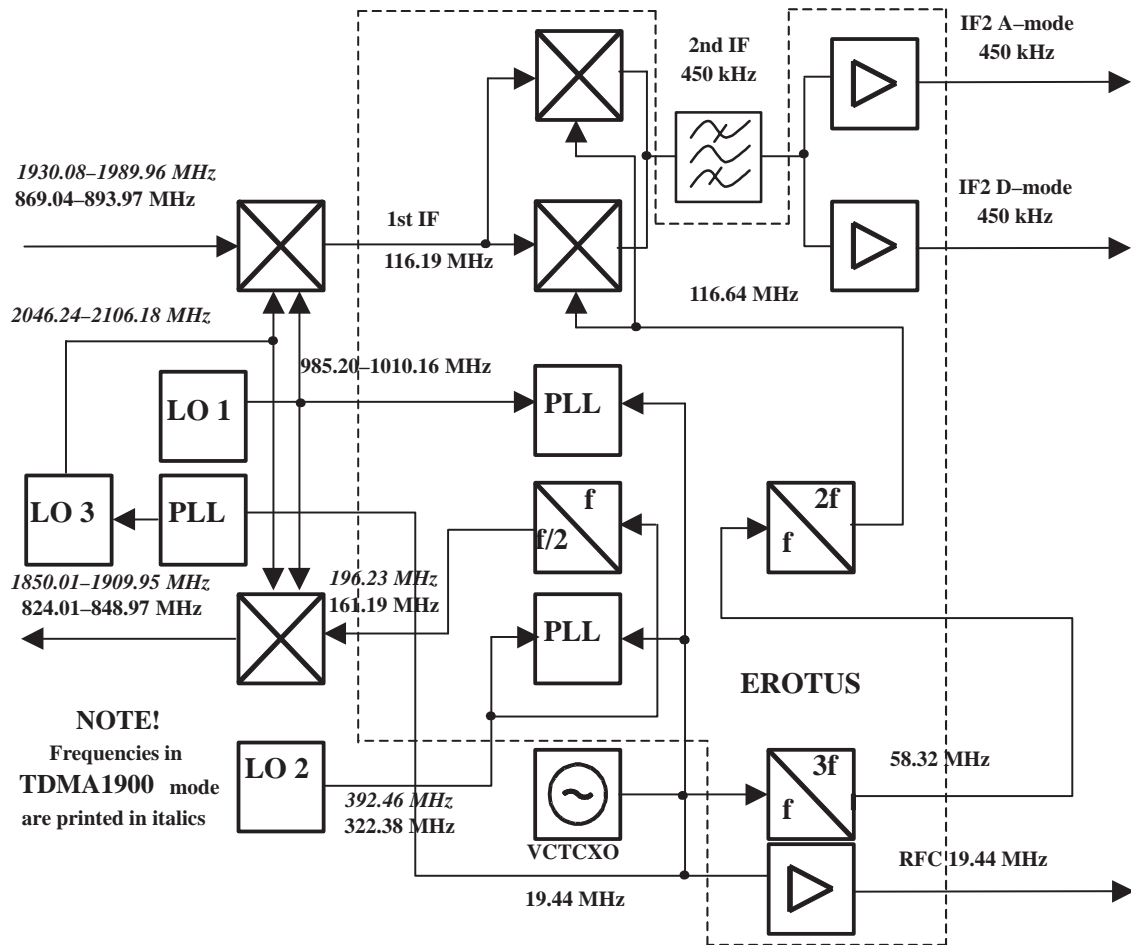 IF2 A–mode
450 kHz
2nd IF
450 kHz
1930.08–1989.96 MHz
869.04–893.97 MHz
IF2 D–mode
450 kHz
1st IF
116.19 MHz
116.64 MHz
2046.24–2106.18 MHz
985.20–1010.16 MHz
LO 1
PLL
LO 3
PLL
f
f/2
2f
f
1850.01–1909.95 MHz
824.01–848.97 MHz
196.23 MHz
161.19 MHz
PLL
EROTUS
NOTE!
Frequencies in
TDMA1900 mode
are printed in italics
LO 2
392.46 MHz
322.38 MHz
VCTCXO
3f
f
58.32 MHz
19.44 MHz
RFC 19.44 MHz